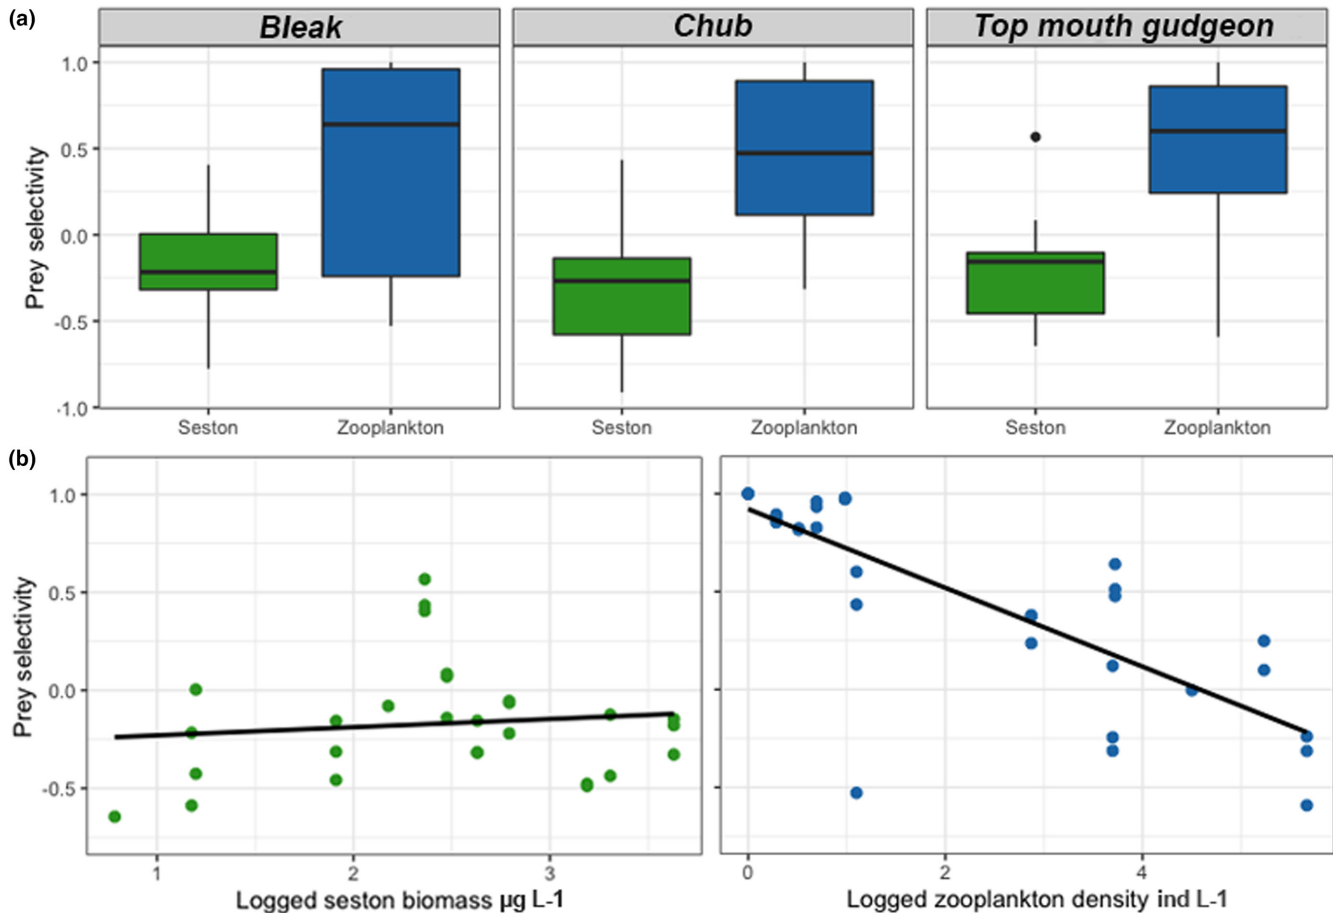 (a)
Bleak
Chub
Top mouth gudgeon
Prey selectivity
1.0
0.5
0.0
-0.5
-1.0
Seston
Zooplankton
Seston
Zooplankton
Seston
Zooplankton
(b)
Prey selectivity
1.0
0.5
0.0
-0.5
1
2
3
0
2
4
Logged seston biomass µg L-1
Logged zooplankton density ind L-1